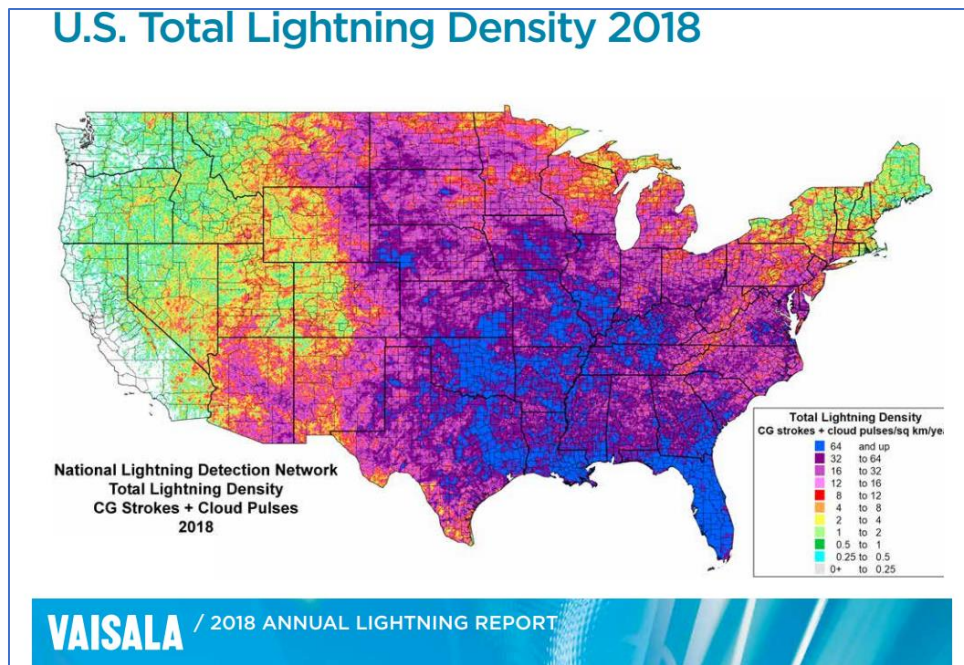 U.S. Total Lightning Density 2018
National Lightning Detection Network
Total Lightning Density
CG Strokes + Cloud Pulses
2018
Total Lightning Density
CG strokes + cloud pulses/sq km/yea
64 and up
32 to 64
16 to 32
12 to 16
8 to 12
4 to 8
2 to 4
1 to 2
0.5 to 1
0.25 to 0.5
0+ to 0.25
VAISALA / 2018 ANNUAL LIGHTNING REPORT